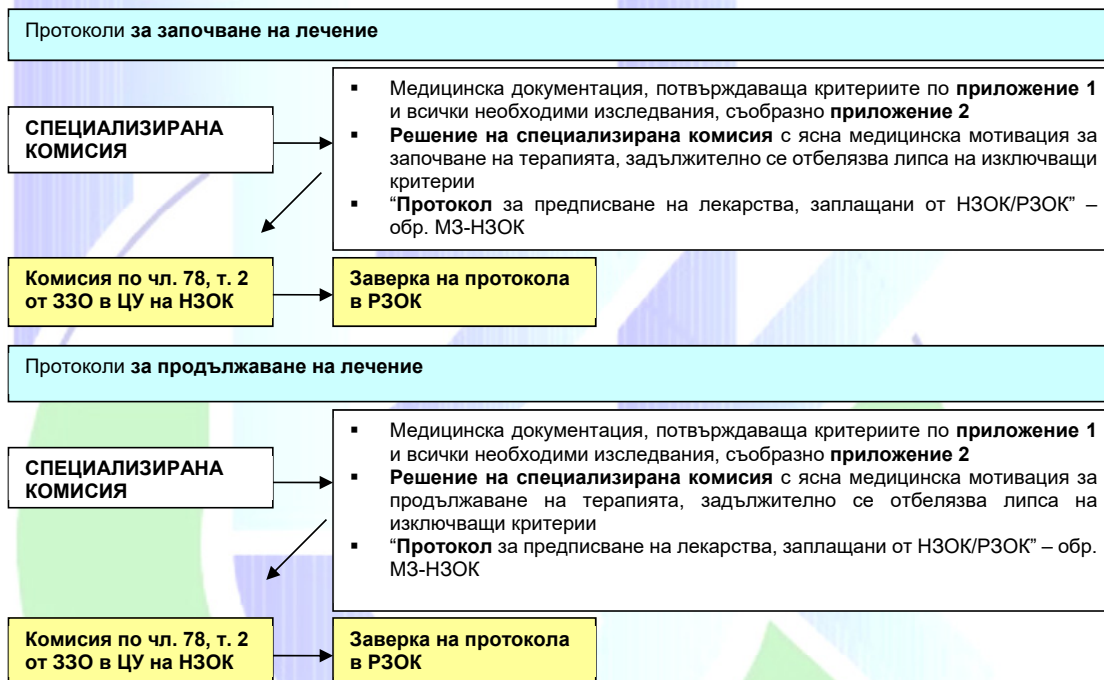 Протоколи за започване на лечение
СПЕЦИАЛИЗИРАНА
КОМИСИЯ
▪ Медицинска документация, потвърждаваща критериите по приложение 1
и всички необходими изследвания, съобразно приложение 2
▪ Решение на специализирана комисия с ясна медицинска мотивация за
започване на терапията, задължително се отбелязва липса на изключващи
критерии
▪ “Протокол за предписване на лекарства, заплащани от НЗОК/РЗОК” –
обр. МЗ-НЗОК
Комисия по чл. 78, т. 2
от ЗЗО в ЦУ на НЗОК
Заверка на протокола
в РЗОК
Протоколи за продължаване на лечение
СПЕЦИАЛИЗИРАНА
КОМИСИЯ
▪ Медицинска документация, потвърждаваща критериите по приложение 1
и всички необходими изследвания, съобразно приложение 2
▪ Решение на специализирана комисия с ясна медицинска мотивация за
продължаване на терапията, задължително се отбелязва липса на
изключващи критерии
▪ “Протокол за предписване на лекарства, заплащани от НЗОК/РЗОК” – обр.
МЗ-НЗОК
Комисия по чл. 78, т. 2
от ЗЗО в ЦУ на НЗОК
Заверка на протокола
в РЗОК